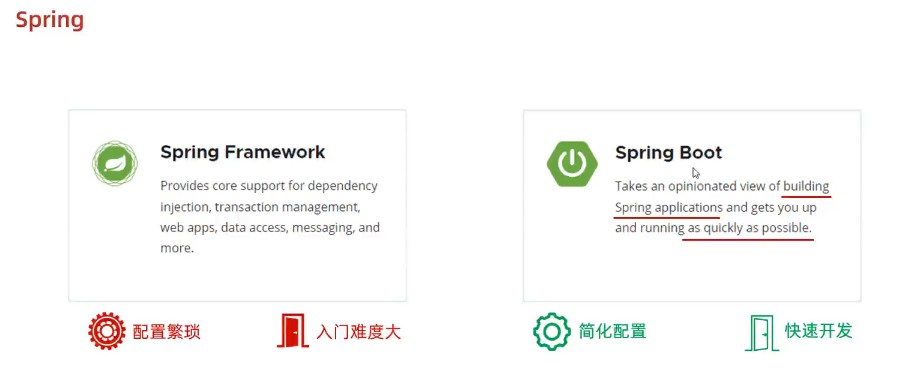 Spring
Spring Framework
Provides core support for dependency
injection, transaction management,
web apps, data access, messaging, and
more.
配置繁琐
入门难度大
Spring Boot
Takes an opinionated view of building
Spring applications and gets you up
and running as quickly as possible.
简化配置
快速开发